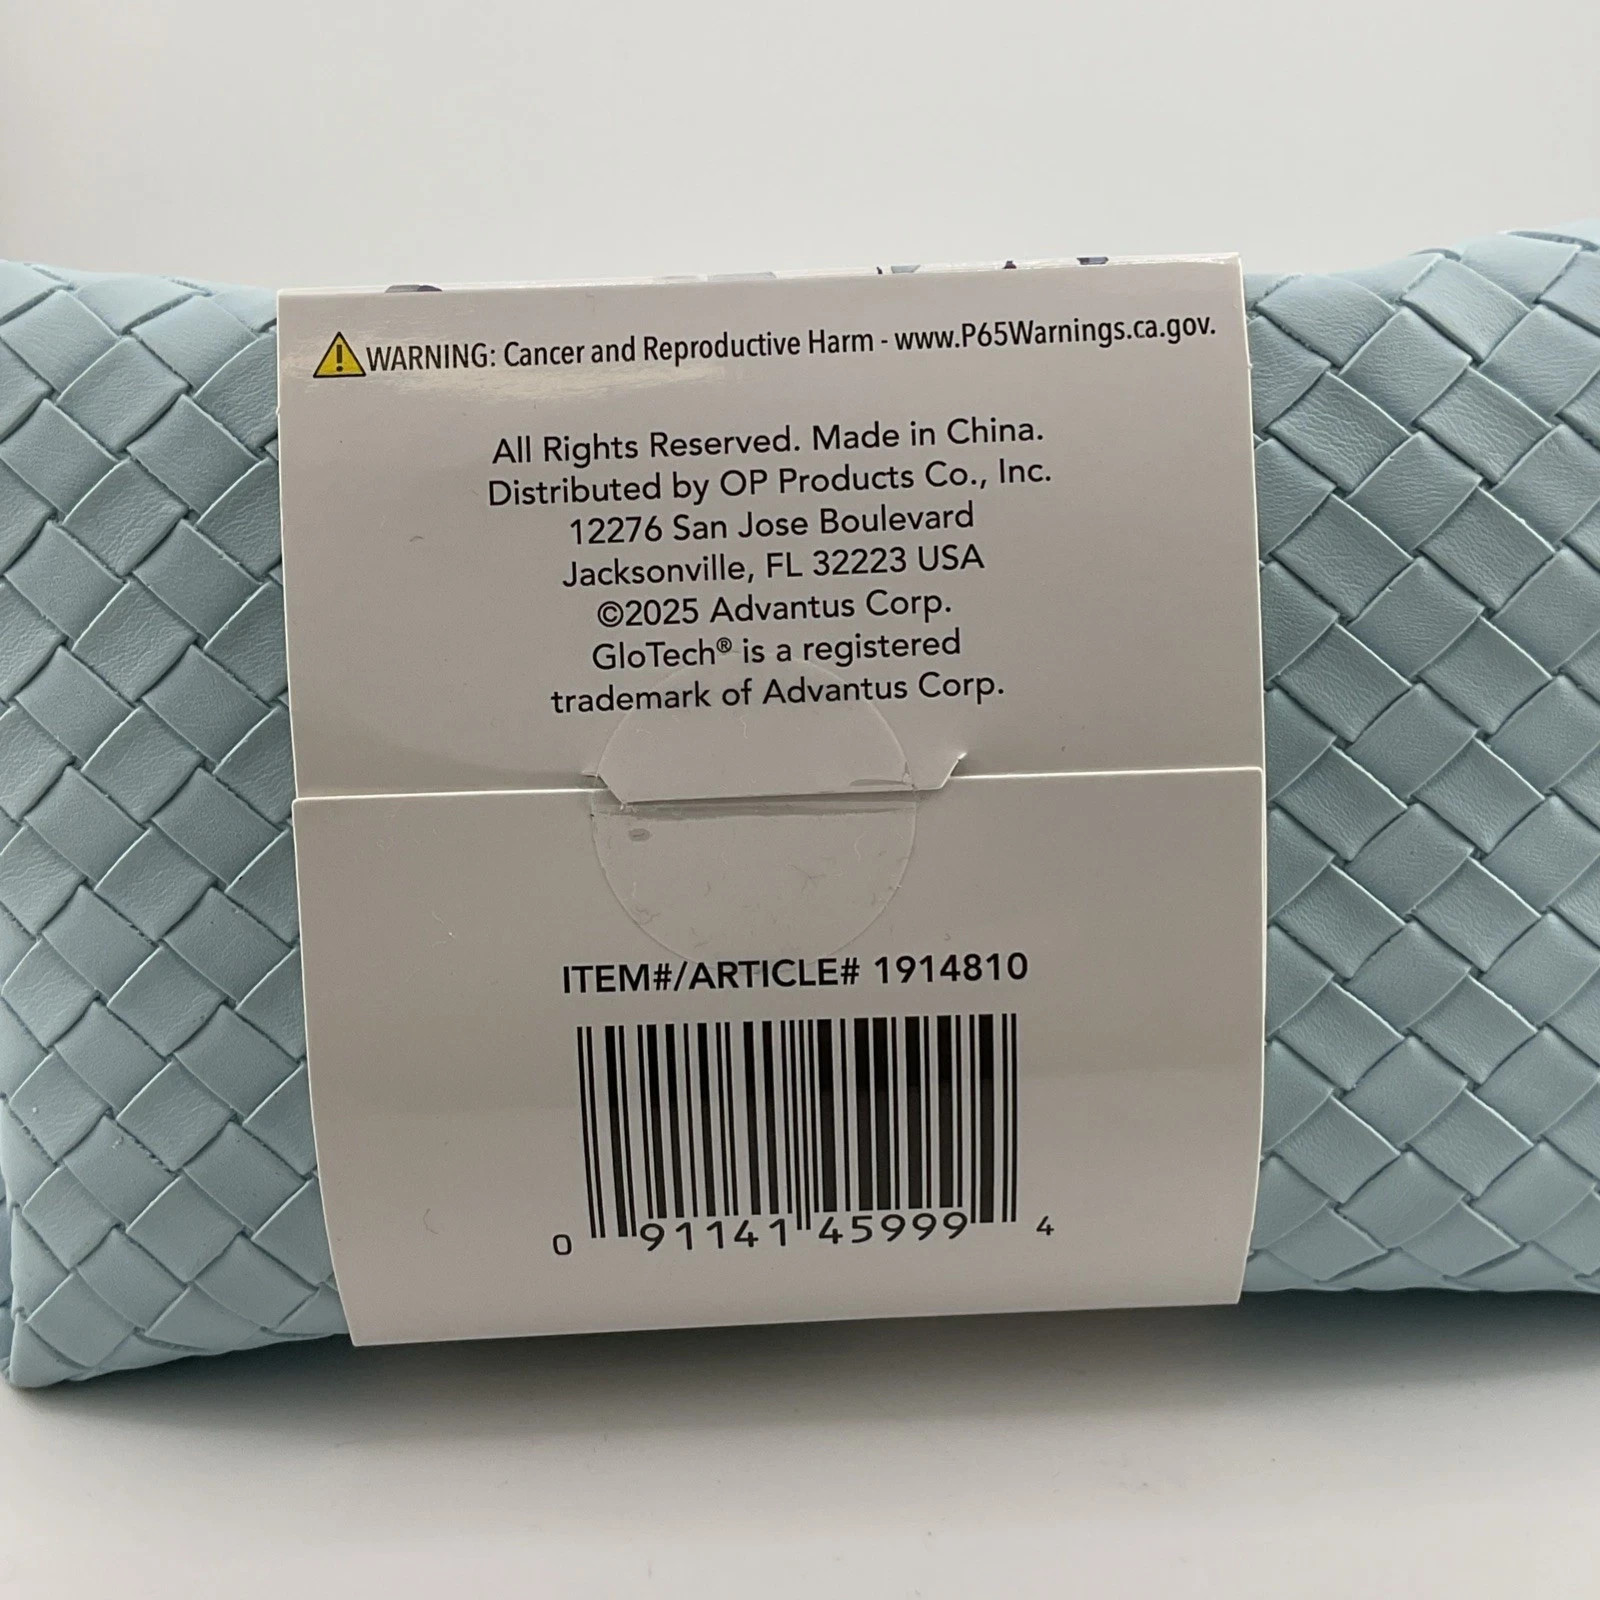 WARNING: Cancer and Reproductive Harm - www.P65Warnings.ca.gov.
All Rights Reserved. Made in China.
Distributed by OP Products Co., Inc.
12276 San Jose Boulevard
Jacksonville, FL 32223 USA
©2025 Advantus Corp.
GloTech® is a registered
trademark of Advantus Corp.
ITEM#/ARTICLE# 1914810
0 91141 45999 4